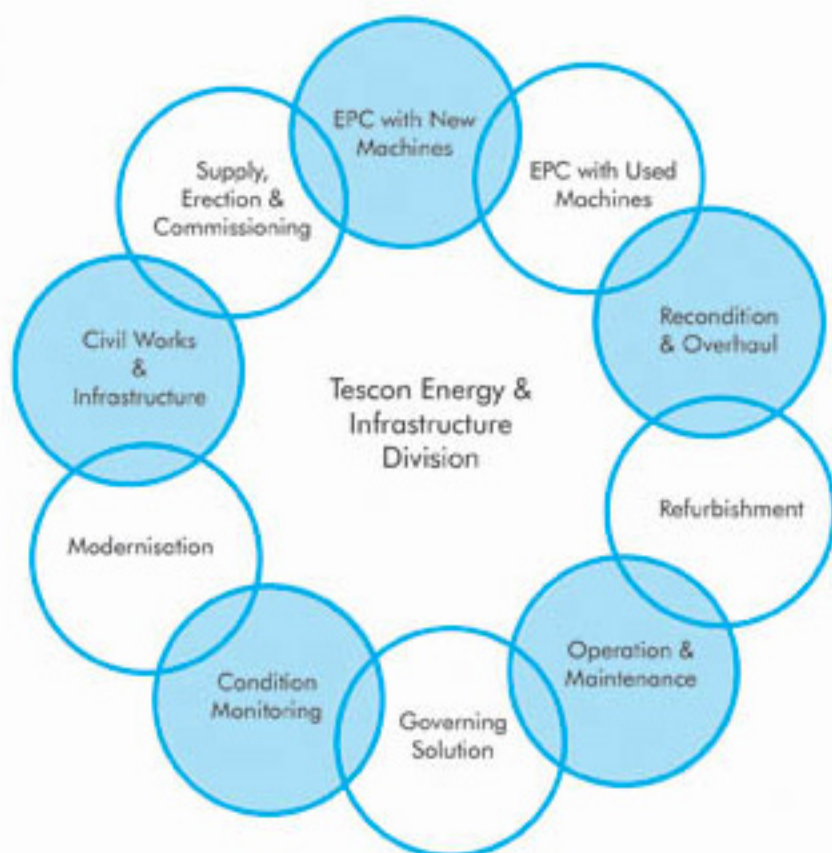 EPC with New
Machines
EPC with Used
Machines
Supply,
Erection &
Commissioning
Recondition
& Overhaul
Civil Works
&
Infrastructure
Tescon Energy &
Infrastructure
Division
Refurbishment
Modernisation
Operation &
Maintenance
Condition
Monitoring
Governing
Solution